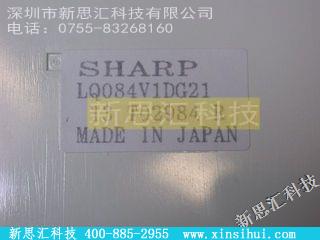 深圳市新思汇科技有限公司
电话：0755-83268160
SHARP
LQ084V1DG21
新思汇科技
MADE IN JAPAN
新思汇科技
新思汇科技 400-885-2955 www.xinsihui.com